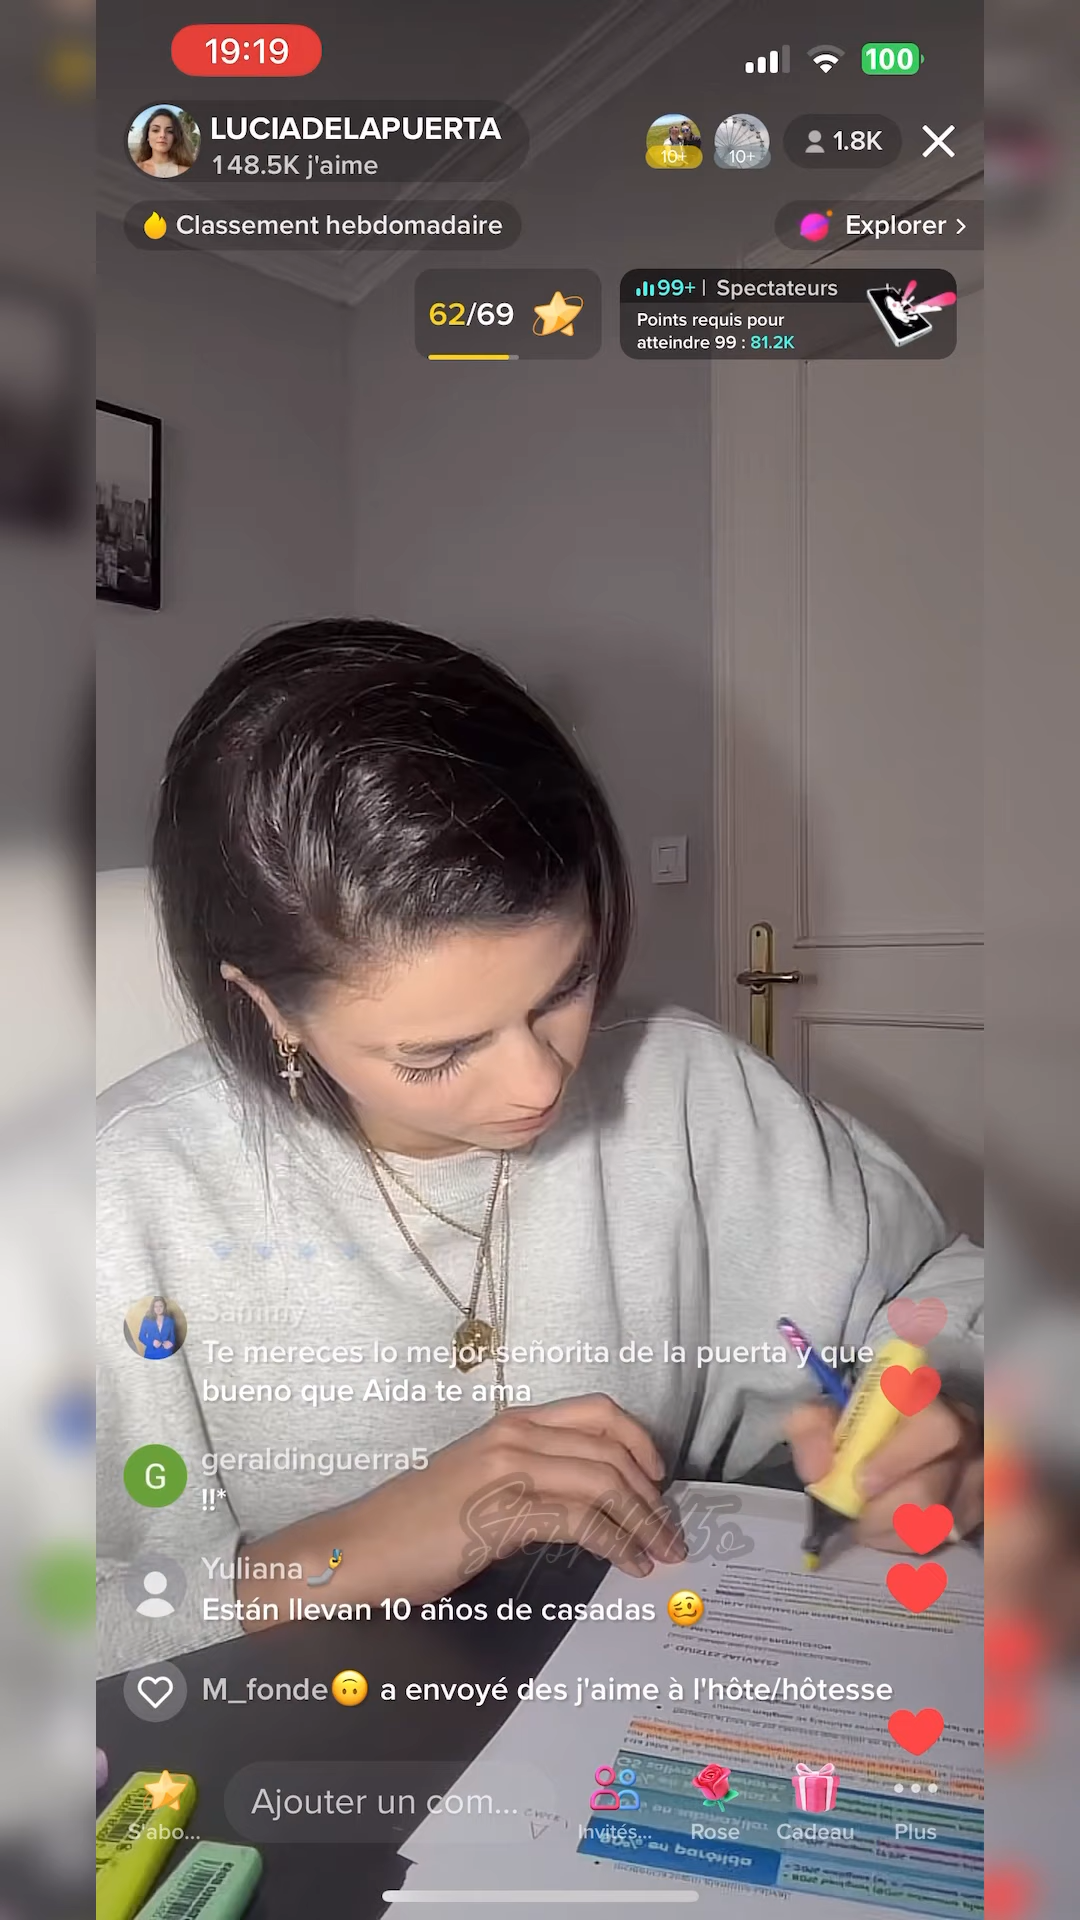 19:19
100
LUCIADELAPUERTA
148.5K j'aime
10+
10+
1.8K
Classement hebdomadaire
Explorer >
62/69
99+ | Spectateurs
Points requis pour
atteindre 99 : 81.2K
Sammy
Te mereces lo mejor señorita de la puerta y que
bueno que Aida te ama
G
geraldinguerra5
!!*
Yuliana
Están llevan 10 años de casadas
M_fonde a envoyé des j'aime à l'hôte/hôtesse
Ajouter un com...
S'abo...
Invités...
Rose
Cadeau
Plus